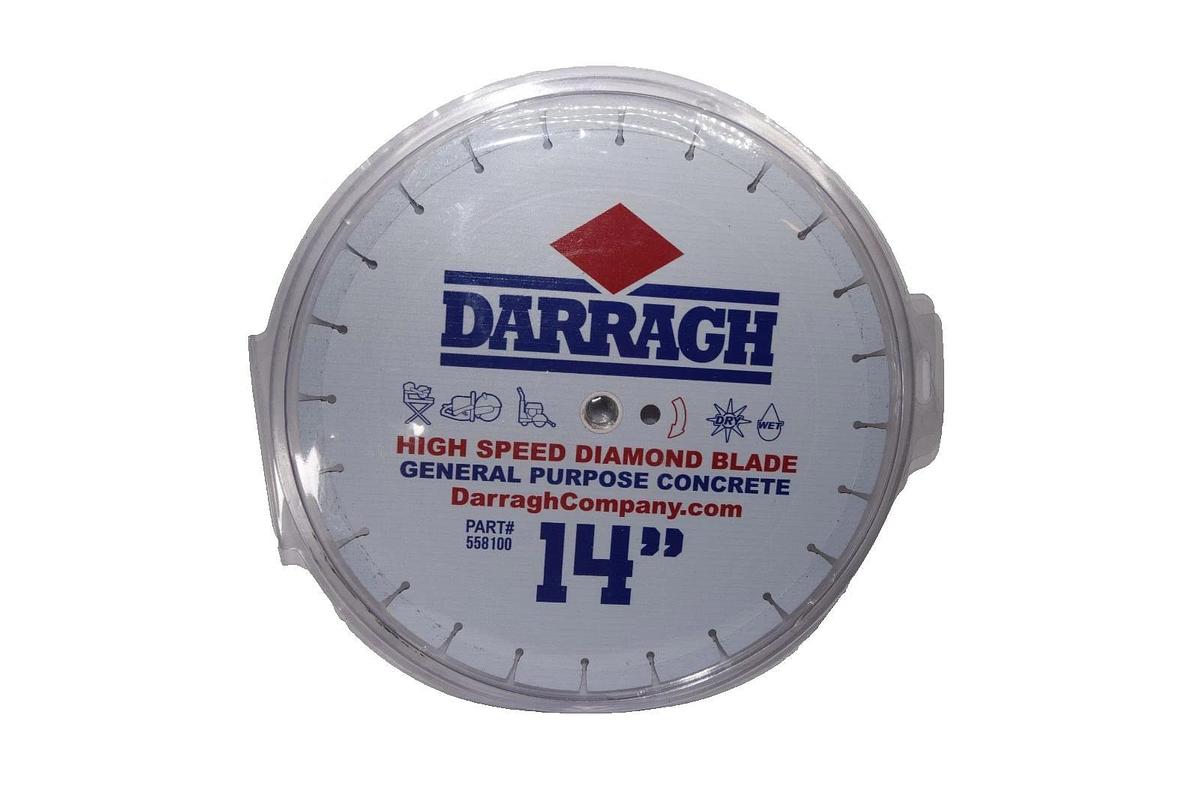 DARRAGH
DRY WET
HIGH SPEED DIAMOND BLADE
GENERAL PURPOSE CONCRETE
DarraghCompany.com
PART#
558100
14”